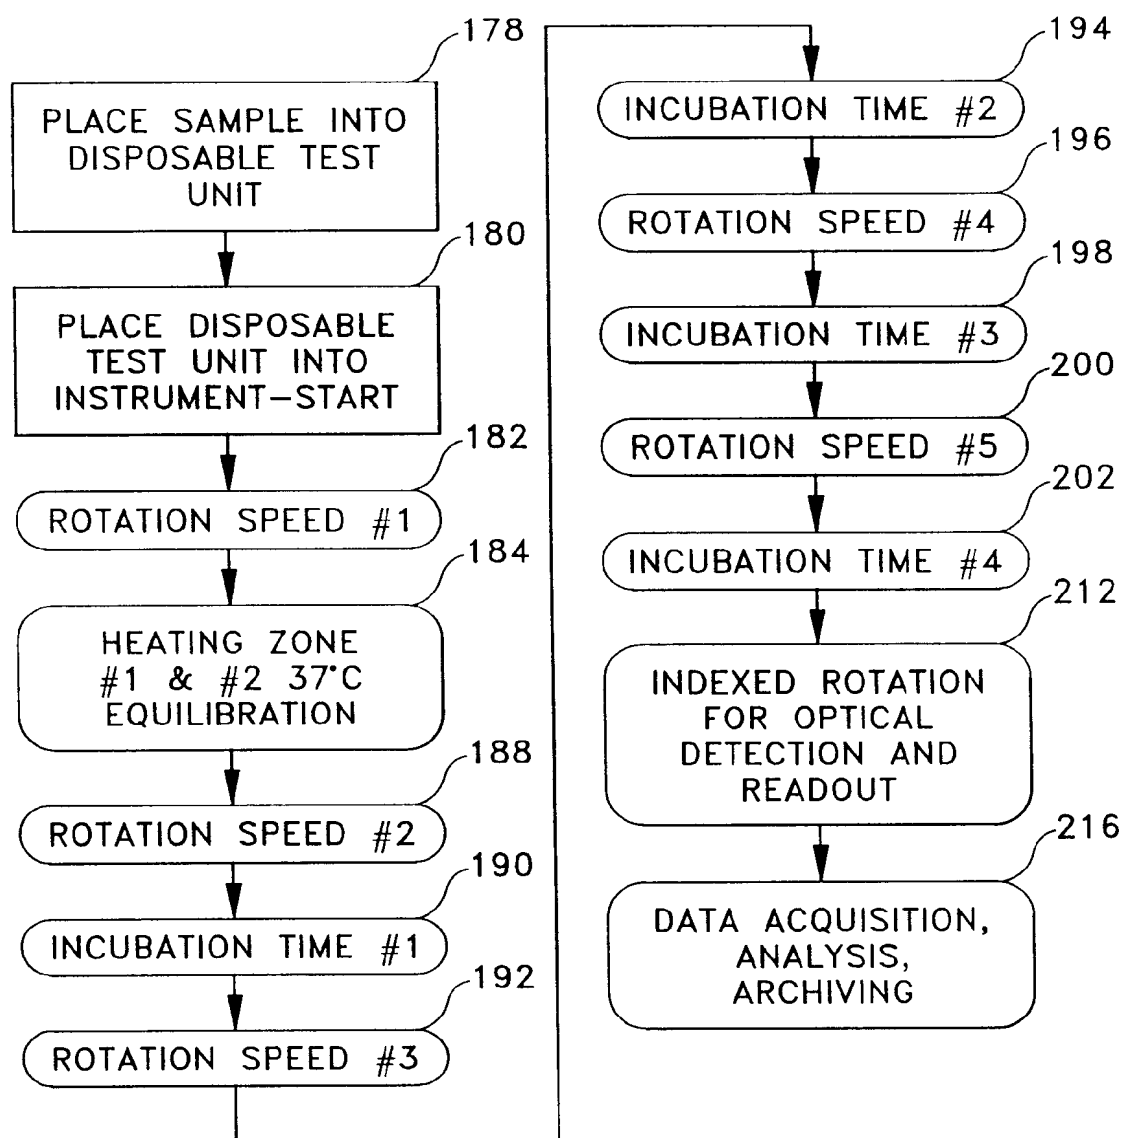 178
PLACE SAMPLE INTO
DISPOSABLE TEST
UNIT
180
PLACE DISPOSABLE
TEST UNIT INTO
INSTRUMENT–START
182
ROTATION SPEED #1
184
HEATING ZONE
#1 & #2 37°C
EQUILIBRATION
188
ROTATION SPEED #2
190
INCUBATION TIME #1
192
ROTATION SPEED #3
194
INCUBATION TIME #2
196
ROTATION SPEED #4
198
INCUBATION TIME #3
200
ROTATION SPEED #5
202
INCUBATION TIME #4
212
INDEXED ROTATION
FOR OPTICAL
DETECTION AND
READOUT
216
DATA ACQUISITION,
ANALYSIS,
ARCHIVING